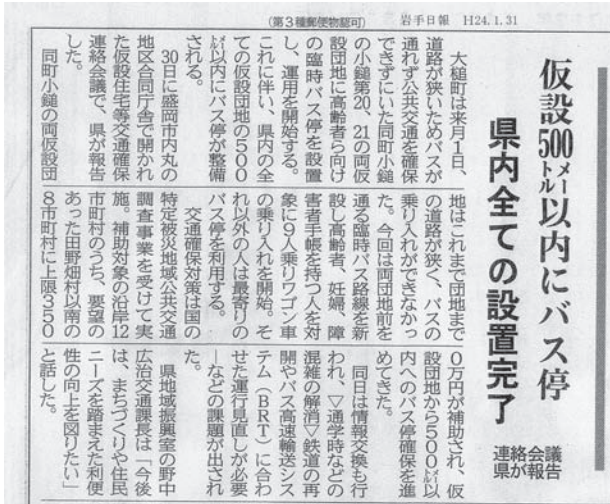 （第３種郵便物認可）
岩手日報　H24.1.31
仮設500メートル以内にバス停
県内全ての設置完了
連絡会議
県が報告
大槌町は来月１日、
道路が狭いためバスが
通れず公共交通を確保
できずにいた同町小鎚
の小鎚第20、21の両仮
設団地に高齢者ら向け
の臨時バス停を設置
し、運用を開始する。
これに伴い、県内の全
ての仮設団地の５００
メートル以内にバス停が整備
される。
30日に盛岡市内丸の
地区合同庁舎で開かれ
た仮設住宅等交通確保
連絡会議で、県が報告
した。
同町小鎚の両仮設団
地はこれまで団地まで
の道路が狭く、バスの
乗り入れができなかっ
た。今回は両団地前を
通る臨時バス路線を新
設し高齢者、妊婦、障
害者手帳を持つ人を対
象に９人乗りワゴン車
の乗り入れを開始。そ
れ以外の人は最寄りの
バス停を利用する。
交通確保対策は国の
特定被災地域公共交通
調査事業を受けて実
施。補助対象の沿岸12
市町村のうち、要望の
あった田野畑村以南の
８市町村に上限３５０
０万円が補助され、仮
設団地から５００メートル以
内へのバス停確保を進
めてきた。
同日は情報交換も行
われ、▽通学時などの
混雑の解消▽鉄道の再
開やバス高速輸送シス
テム（ＢＲＴ）に合わ
せた運行見直しが必要
―などの課題が出され
た。
県地域振興室の野中
広治交通課長は「今後
は、まちづくりや住民
ニーズを踏まえた利便
性の向上を図りたい」
と話した。